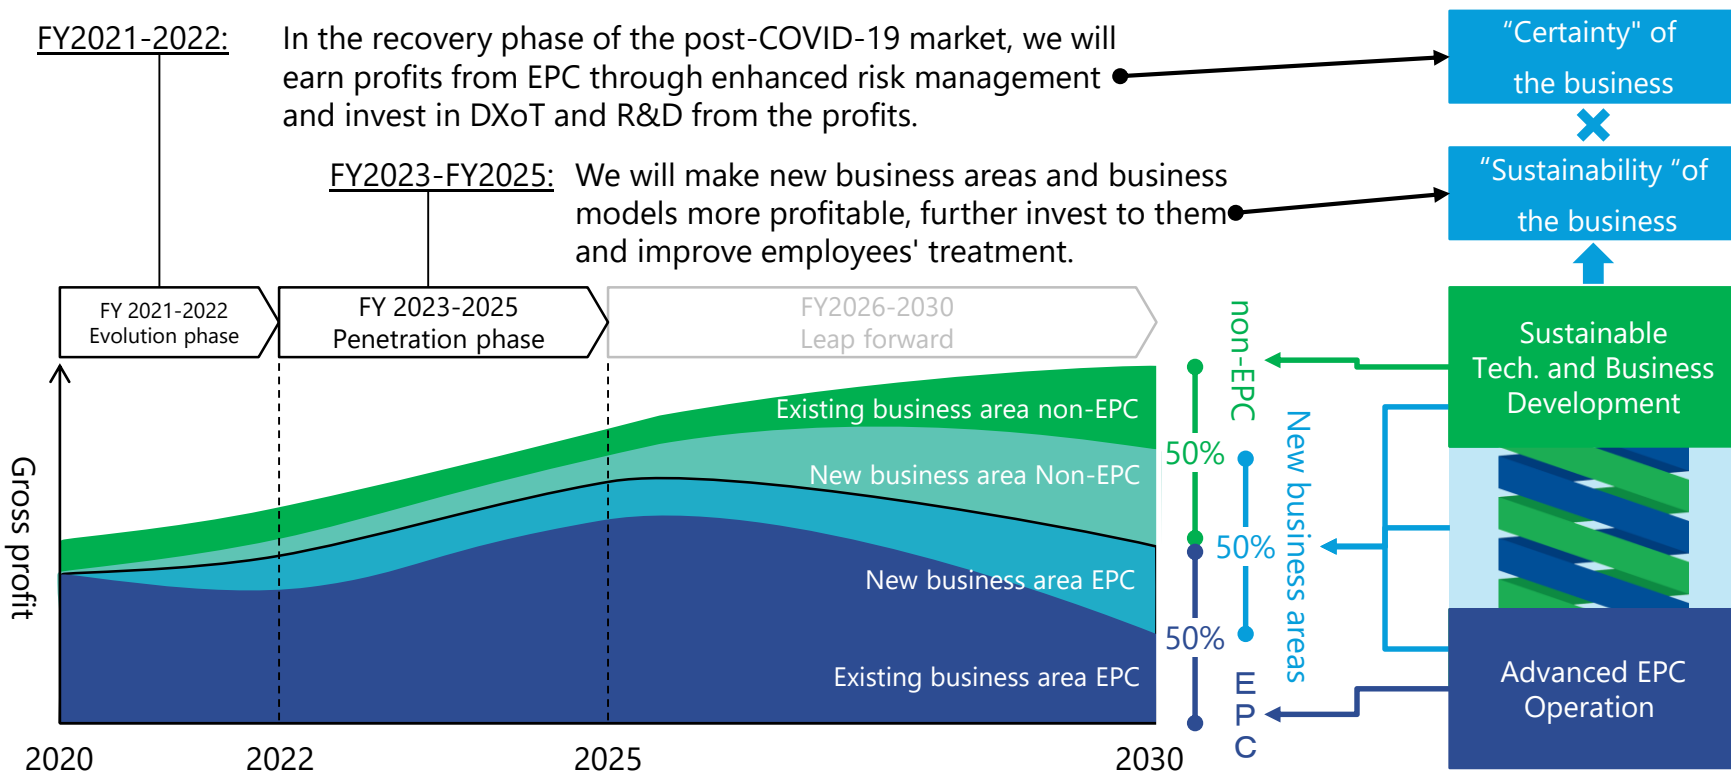 FY2021-2022:
In the recovery phase of the post-COVID-19 market, we will
earn profits from EPC through enhanced risk management
and invest in DXoT and R&D from the profits.
“Certainty" of
the business
FY2023-FY2025:
We will make new business areas and business
models more profitable, further invest to them
and improve employees' treatment.
“Sustainability “of
the business
FY 2021-2022
Evolution phase
FY 2023-2025
Penetration phase
FY2026-2030
Leap forward
Gross profit
Existing business area non-EPC
New business area Non-EPC
New business area EPC
Existing business area EPC
2020
2022
2025
2030
non-EPC
50%
50%
50%
New business areas
E
P
C
Sustainable
Tech. and Business
Development
Advanced EPC
Operation